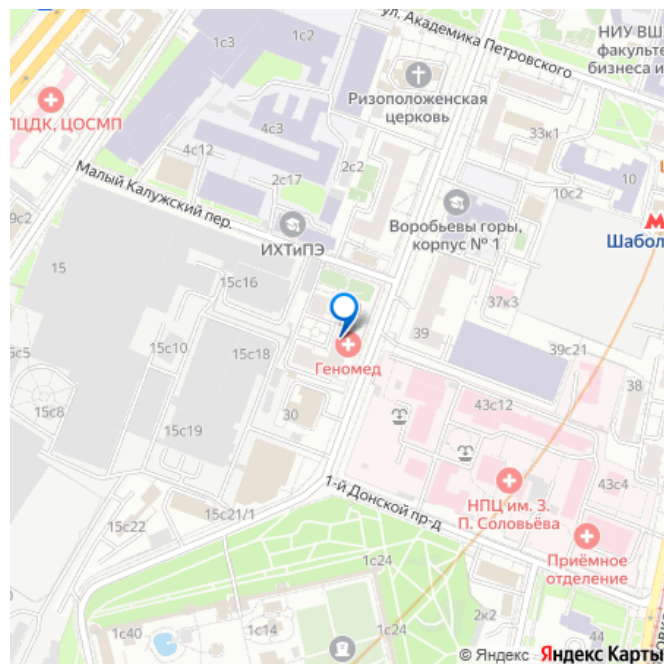 ул. Академика Петровского
НИУ ВШ
факульте
бизнеса и
1с2
1с3
Ризоположенская
церковь
ПЦДК, ЦОСМП
4с3
33к1
4с12
2с2
10
2с17
10с2
Малый Калужский пер.
9с2
ИХТиПЭ
Воробьевы горы,
корпус № 1
М
Шабол
15
15с16
37к3
39
15с10
15с18
Геномед
39с21
с5
38
15с8
30
43с12
15с19
43с4
1-й Донской пр-д
НПЦ им. З.
П. Соловьёва
15с21/1
15с22
Приёмное
отделение
1с24
2к2
1с40
1с14
1с24
44
© Яндекс Яндекс Карты